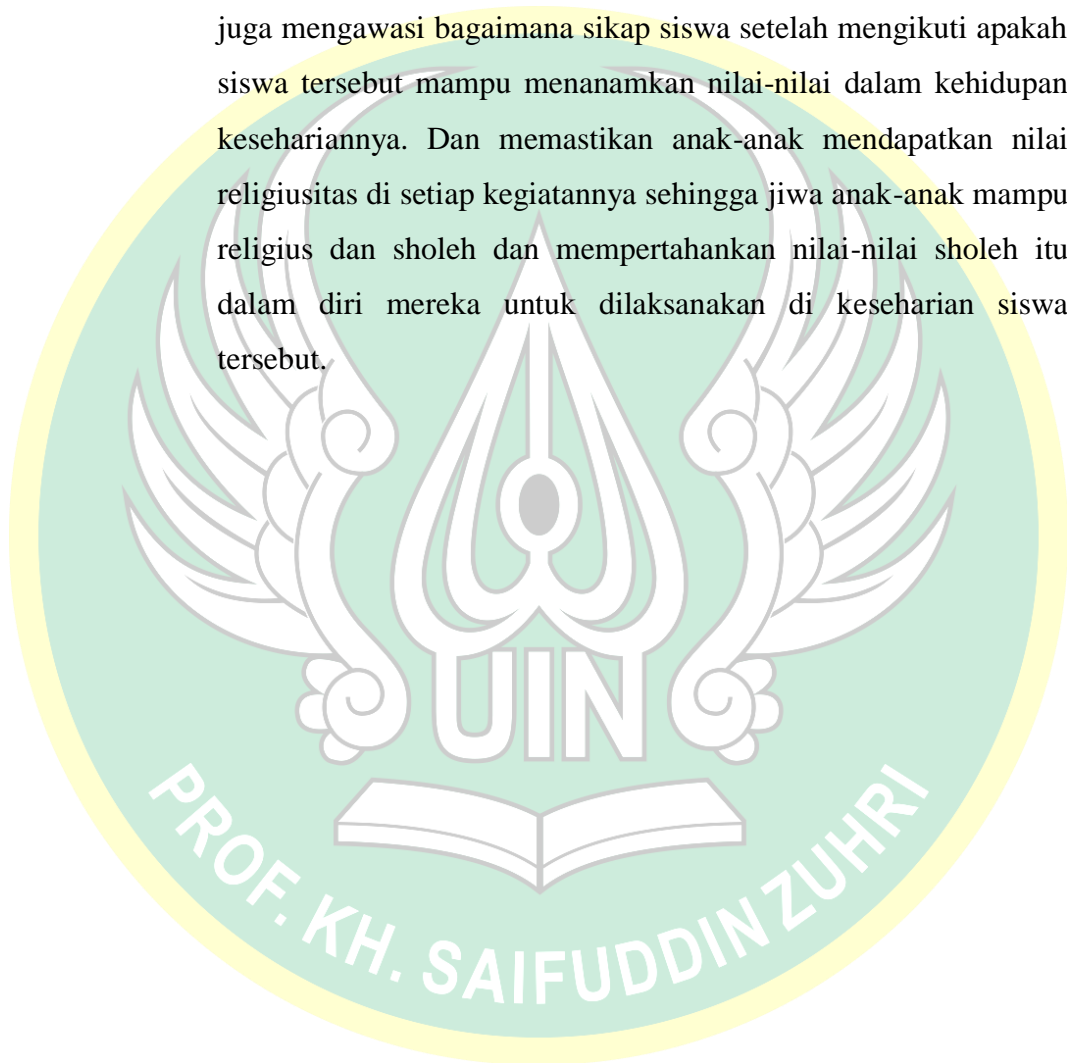 juga mengawasi bagaimana sikap siswa setelah mengikuti apakah
siswa tersebut mampu menanamkan nilai-nilai dalam kehidupan
kesehariannya. Dan memastikan anak-anak mendapatkan nilai
religiusitas di setiap kegiatannya sehingga jiwa anak-anak mampu
religius dan sholeh dan mempertahankan nilai-nilai sholeh itu
dalam diri mereka untuk dilaksanakan di keseharian siswa
tersebut.
UIN
PROF. KH. SAIFUDDIN ZUHRI